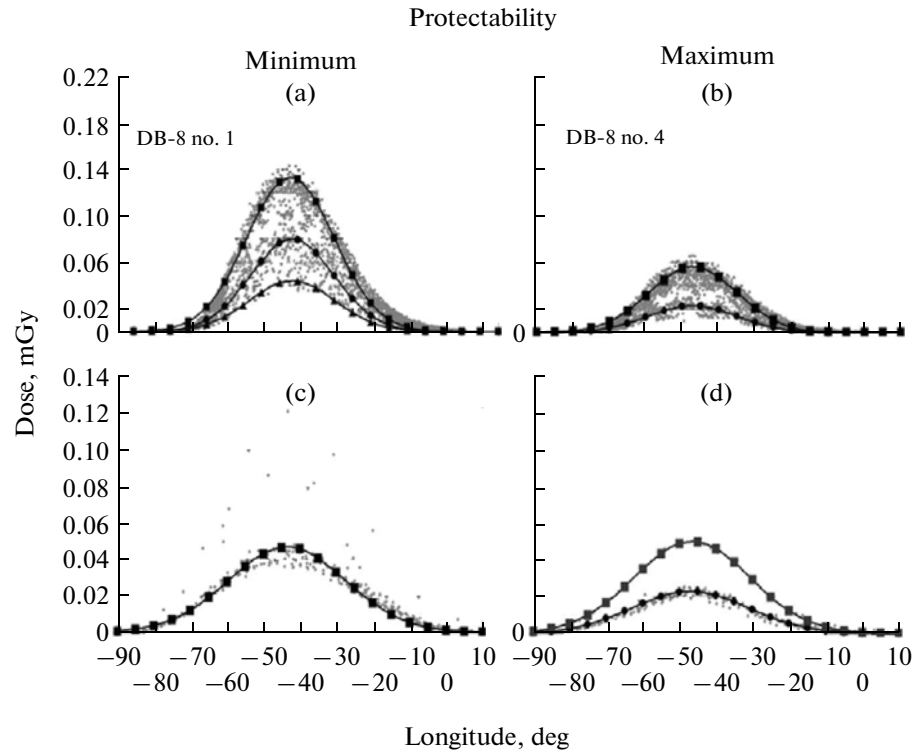 Protectability
Minimum
Maximum
(a)
(b)
DB-8 no. 1
DB-8 no. 4
0.22
0.18
0.14
0.10
0.06
0.02
0
0
(c)
(d)
0.14
0.12
0.10
0.08
0.06
0.04
0.02
0
0
Dose, mGy
−90 −70 −50 −30 −10 10
−80 −60 −40 −20 0
−90 −70 −50 −30 −10 10
−80 −60 −40 −20 0
Longitude, deg